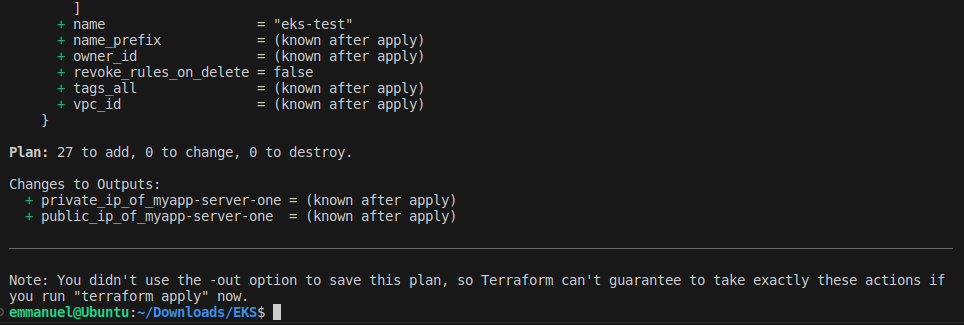 ]
+ name = "eks-test"
+ name_prefix = (known after apply)
+ owner_id = (known after apply)
+ revoke_rules_on_delete = false
+ tags_all = (known after apply)
+ vpc_id = (known after apply)
}
Plan: 27 to add, 0 to change, 0 to destroy.
Changes to Outputs:
+ private_ip_of_myapp-server-one = (known after apply)
+ public_ip_of_myapp-server-one = (known after apply)
Note: You didn't use the -out option to save this plan, so Terraform can't guarantee to take exactly these actions if
you run "terraform apply" now.
emmanuel@Ubuntu:~/Downloads/EKS$